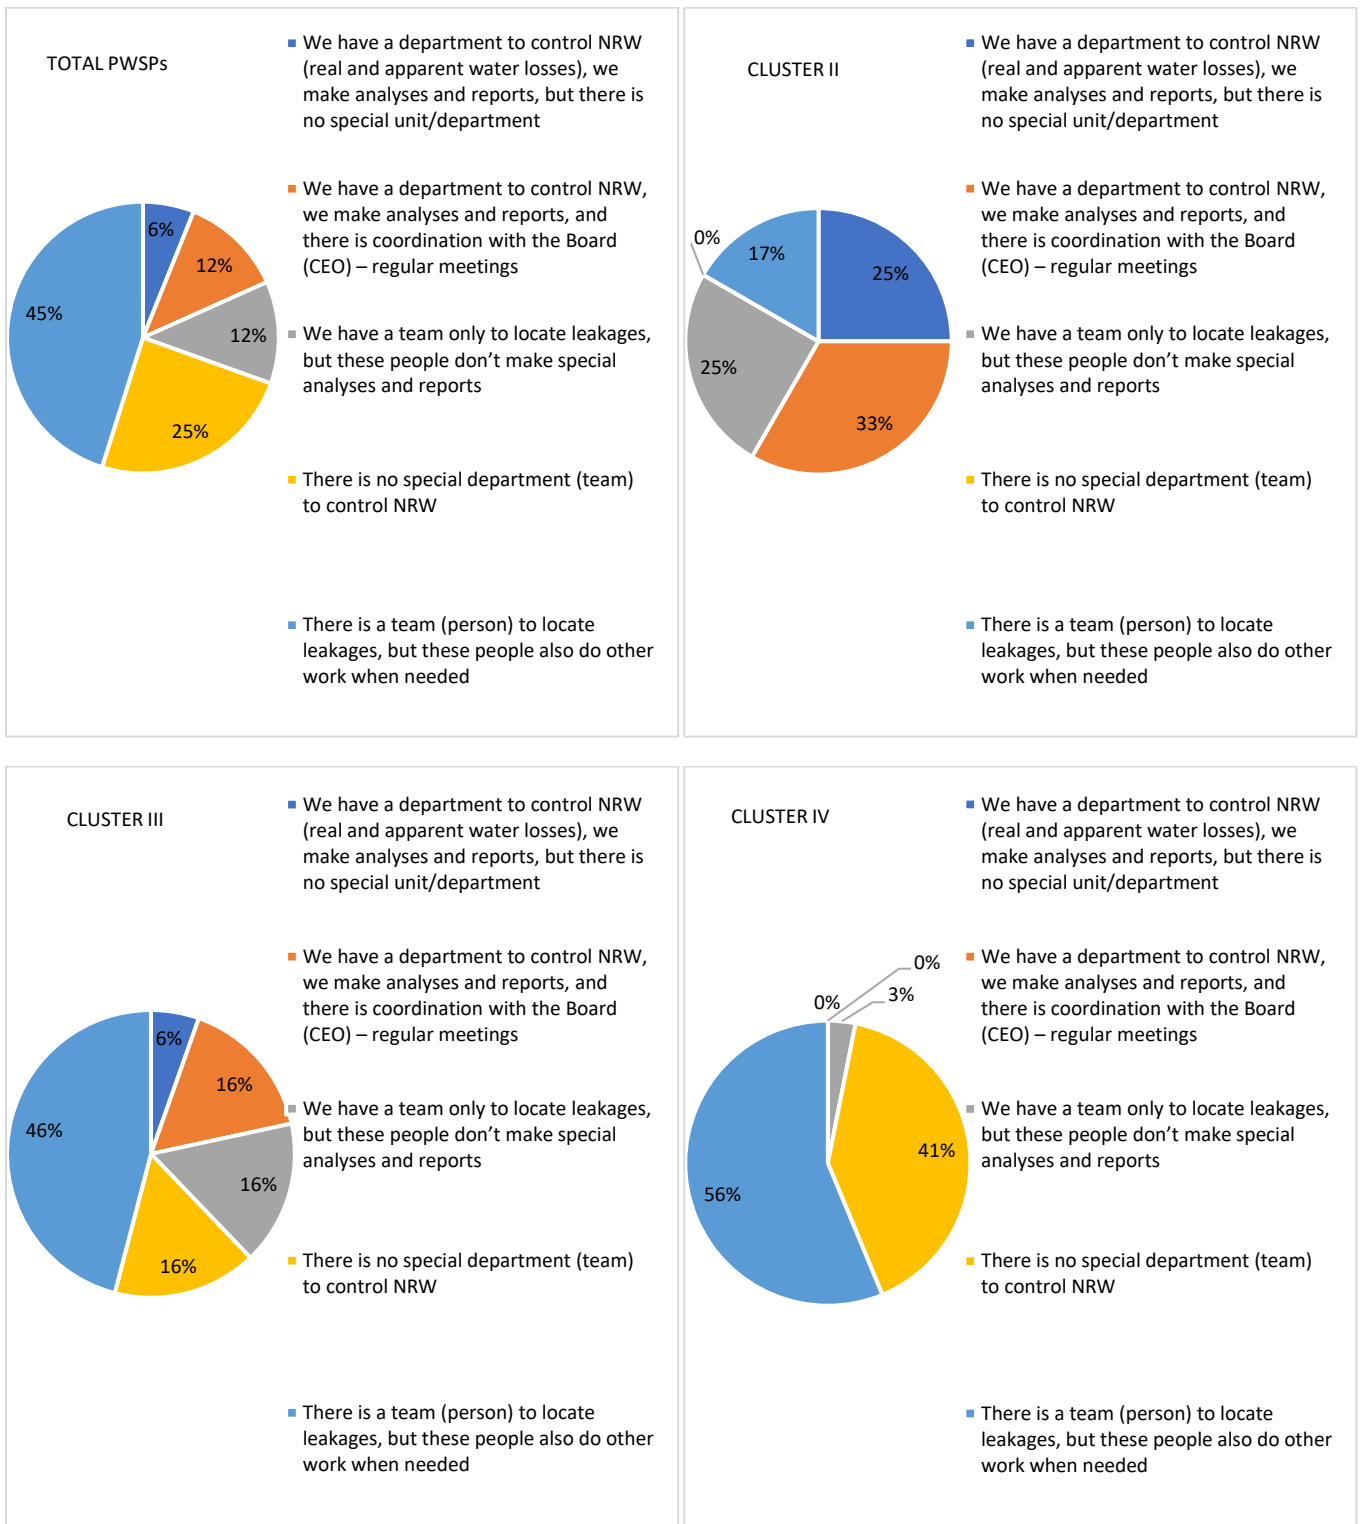 TOTAL PWSPs
We have a department to control NRW
(real and apparent water losses), we
make analyses and reports, but there is
no special unit/department
We have a department to control NRW,
we make analyses and reports, and
there is coordination with the Board
(CEO) – regular meetings
We have a team only to locate leakages,
but these people don’t make special
analyses and reports
There is no special department (team)
to control NRW
There is a team (person) to locate
leakages, but these people also do other
work when needed
6%
12%
12%
25%
45%
CLUSTER II
We have a department to control NRW
(real and apparent water losses), we
make analyses and reports, but there is
no special unit/department
We have a department to control NRW,
we make analyses and reports, and
there is coordination with the Board
(CEO) – regular meetings
We have a team only to locate leakages,
but these people don’t make special
analyses and reports
There is no special department (team)
to control NRW
There is a team (person) to locate
leakages, but these people also do other
work when needed
25%
33%
25%
0%
17%
CLUSTER III
We have a department to control NRW
(real and apparent water losses), we
make analyses and reports, but there is
no special unit/department
We have a department to control NRW,
we make analyses and reports, and
there is coordination with the Board
(CEO) – regular meetings
We have a team only to locate leakages,
but these people don’t make special
analyses and reports
There is no special department (team)
to control NRW
There is a team (person) to locate
leakages, but these people also do other
work when needed
6%
16%
16%
16%
46%
CLUSTER IV
We have a department to control NRW
(real and apparent water losses), we
make analyses and reports, but there is
no special unit/department
We have a department to control NRW,
we make analyses and reports, and
there is coordination with the Board
(CEO) – regular meetings
We have a team only to locate leakages,
but these people don’t make special
analyses and reports
There is no special department (team)
to control NRW
There is a team (person) to locate
leakages, but these people also do other
work when needed
0%
0%
3%
41%
56%